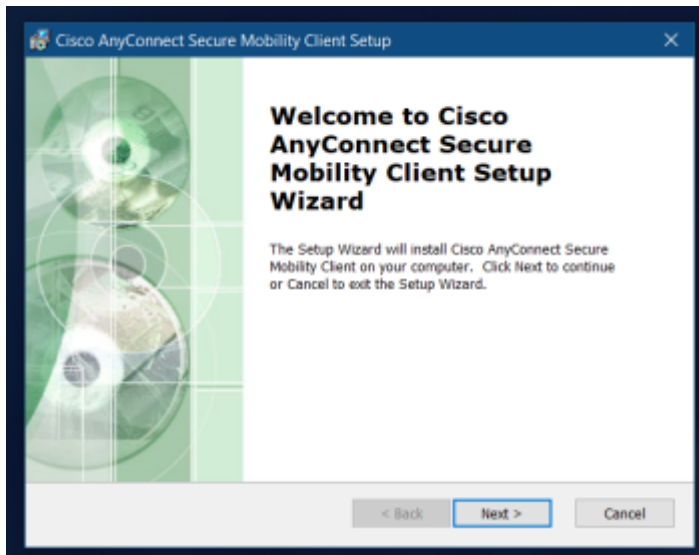 Cisco AnyConnect Secure Mobility Client Setup
Welcome to Cisco
AnyConnect Secure
Mobility Client Setup
Wizard
The Setup Wizard will install Cisco AnyConnect Secure
Mobility Client on your computer. Click Next to continue
or Cancel to exit the Setup Wizard.
< Back Next > Cancel